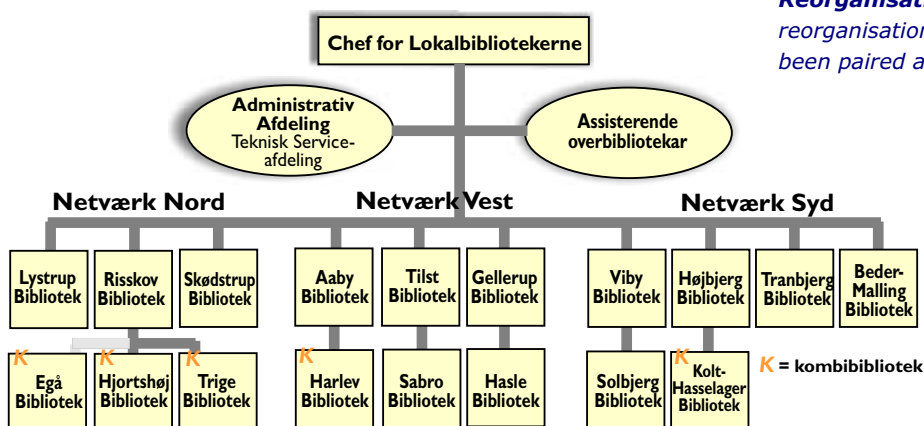 Reorganisati
reorganisation
been paired a
Chef for Lokalbibliotekerne
Administrativ
Afdeling
Teknisk Service-
afdeling
Assisterende
overbibliotekar
Netværk Nord
Netværk Vest
Netværk Syd
Lystrup
Bibliotek
Risskov
Bibliotek
Skødstrup
Bibliotek
Aaby
Bibliotek
Tilst
Bibliotek
Gellerup
Bibliotek
Viby
Bibliotek
Højbjerg
Bibliotek
Tranbjerg
Bibliotek
Beder-
Malling
Bibliotek
K
Egå
Bibliotek
K
Hjortshøj
Bibliotek
K
Trige
Bibliotek
K
Harlev
Bibliotek
Sabro
Bibliotek
Hasle
Bibliotek
Solbjerg
Bibliotek
K
Kolt-
Hasselager
Bibliotek
K = kombibibliotek